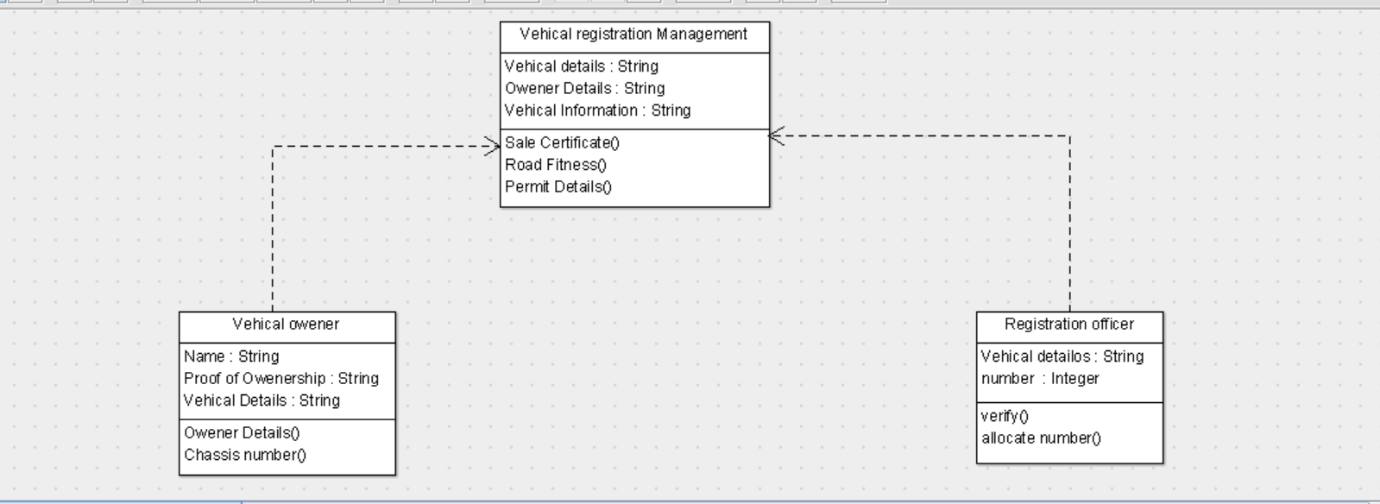 Vehical registration Management
Vehical details : String
Owener Details : String
Vehical Information : String
Sale Certificate()
Road Fitness()
Permit Details()
Vehical owener
Name : String
Proof of Owenership : String
Vehical Details : String
Owener Details()
Chassis number()
Registration officer
Vehical detailos : String
number : Integer
verify()
allocate number()